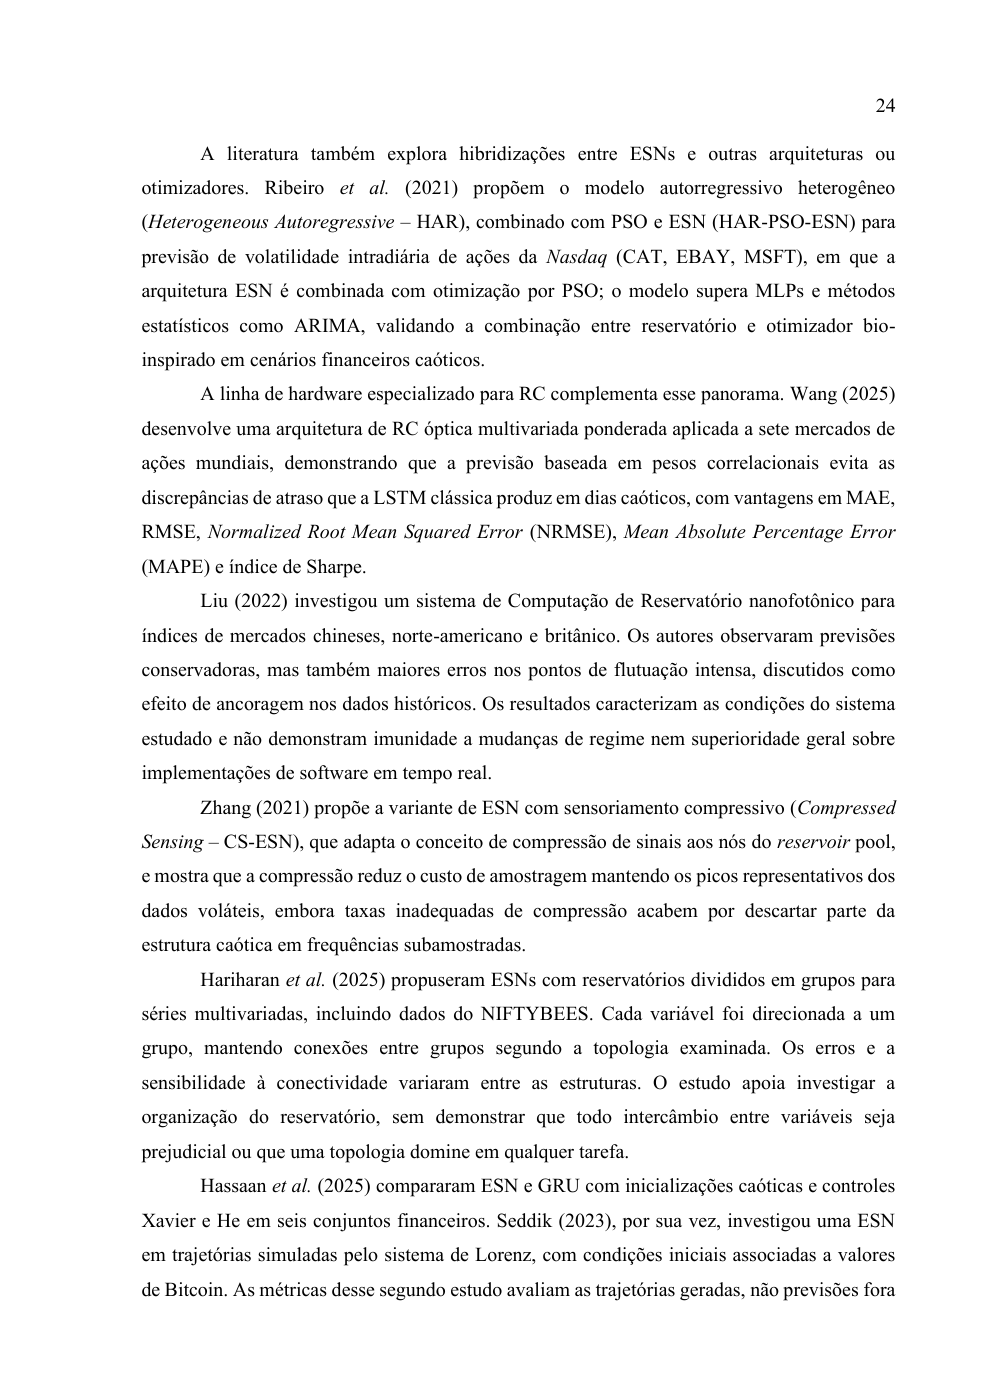 24
A literatura também explora hibridizações entre ESNs e outras arquiteturas ou
otimizadores. Ribeiro et al. (2021) propõem o modelo autorregressivo heterogêneo
(Heterogeneous Autoregressive – HAR), combinado com PSO e ESN (HAR-PSO-ESN) para
previsão de volatilidade intradiária de ações da Nasdaq (CAT, EBAY, MSFT), em que a
arquitetura ESN é combinada com otimização por PSO; o modelo supera MLPs e métodos
estatísticos como ARIMA, validando a combinação entre reservatório e otimizador bio-
inspirado em cenários financeiros caóticos.
A linha de hardware especializado para RC complementa esse panorama. Wang (2025)
desenvolve uma arquitetura de RC óptica multivariada ponderada aplicada a sete mercados de
ações mundiais, demonstrando que a previsão baseada em pesos correlacionais evita as
discrepâncias de atraso que a LSTM clássica produz em dias caóticos, com vantagens em MAE,
RMSE, Normalized Root Mean Squared Error (NRMSE), Mean Absolute Percentage Error
(MAPE) e índice de Sharpe.
Liu (2022) investigou um sistema de Computação de Reservatório nanofotônico para
índices de mercados chineses, norte-americano e britânico. Os autores observaram previsões
conservadoras, mas também maiores erros nos pontos de flutuação intensa, discutidos como
efeito de ancoragem nos dados históricos. Os resultados caracterizam as condições do sistema
estudado e não demonstram imunidade a mudanças de regime nem superioridade geral sobre
implementações de software em tempo real.
Zhang (2021) propõe a variante de ESN com sensoriamento compressivo (Compressed
Sensing – CS-ESN), que adapta o conceito de compressão de sinais aos nós do reservoir pool,
e mostra que a compressão reduz o custo de amostragem mantendo os picos representativos dos
dados voláteis, embora taxas inadequadas de compressão acabem por descartar parte da
estrutura caótica em frequências subamostradas.
Hariharan et al. (2025) propuseram ESNs com reservatórios divididos em grupos para
séries multivariadas, incluindo dados do NIFTYBEES. Cada variável foi direcionada a um
grupo, mantendo conexões entre grupos segundo a topologia examinada. Os erros e a
sensibilidade à conectividade variaram entre as estruturas. O estudo apoia investigar a
organização do reservatório, sem demonstrar que todo intercâmbio entre variáveis seja
prejudicial ou que uma topologia domine em qualquer tarefa.
Hassaan et al. (2025) compararam ESN e GRU com inicializações caóticas e controles
Xavier e He em seis conjuntos financeiros. Seddik (2023), por sua vez, investigou uma ESN
em trajetórias simuladas pelo sistema de Lorenz, com condições iniciais associadas a valores
de Bitcoin. As métricas desse segundo estudo avaliam as trajetórias geradas, não previsões fora